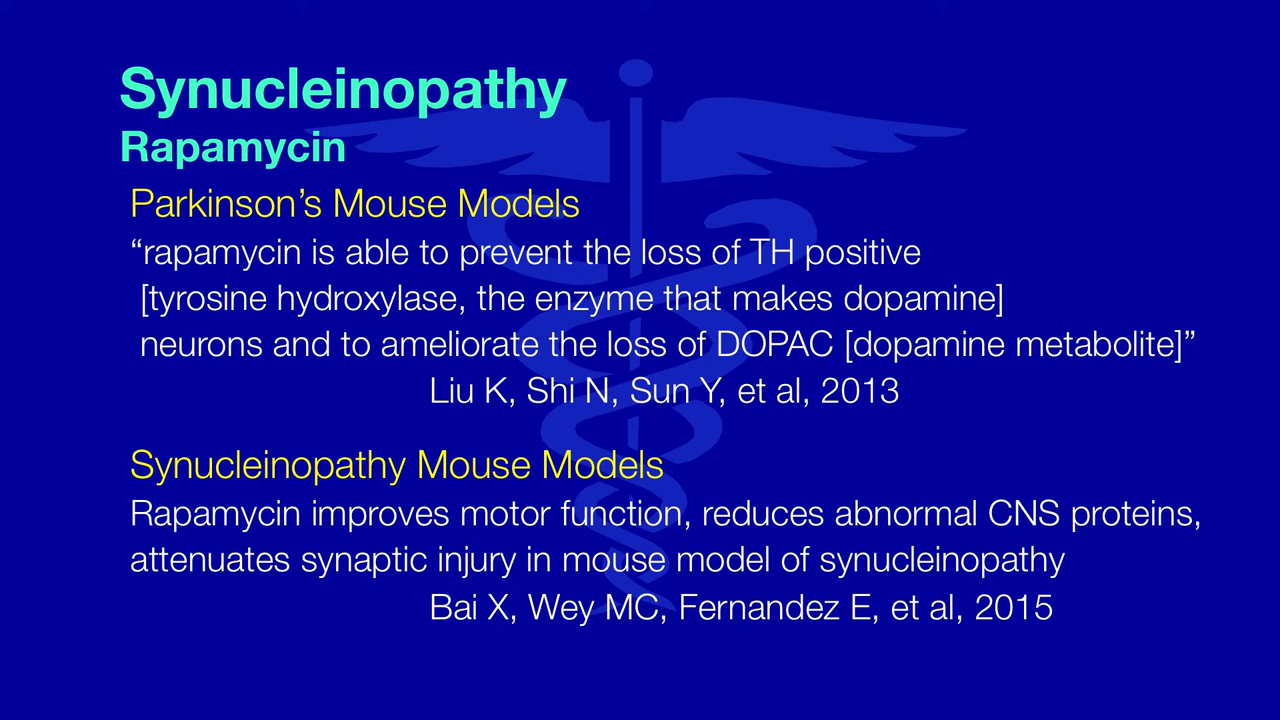 Synucleinopathy
Rapamycin
Parkinson’s Mouse Models
“rapamycin is able to prevent the loss of TH positive
[tyrosine hydroxylase, the enzyme that makes dopamine]
neurons and to ameliorate the loss of DOPAC [dopamine metabolite]”
Liu K, Shi N, Sun Y, et al, 2013
Synucleinopathy Mouse Models
Rapamycin improves motor function, reduces abnormal CNS proteins,
attenuates synaptic injury in mouse model of synucleinopathy
Bai X, Wey MC, Fernandez E, et al, 2015